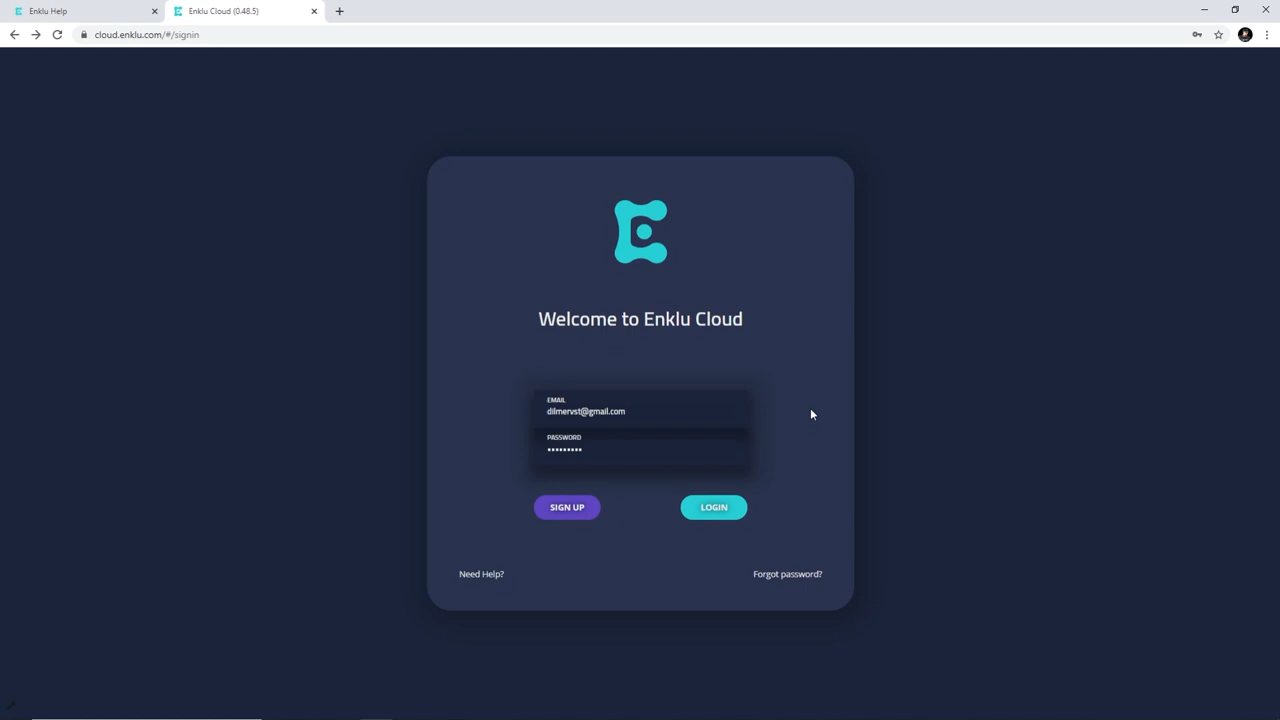 Enklu Help
Enklu Cloud (0.48.5)
cloud.enklu.com/#/signin
Welcome to Enklu Cloud
EMAIL
dilmervst@gmail.com
PASSWORD
•••••••••
SIGN UP
LOGIN
Need Help?
Forgot password?